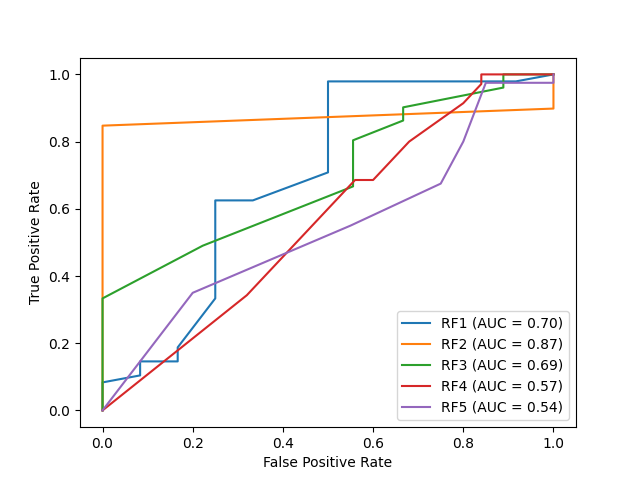 1.0
0.8
0.6
0.4
0.2
0.0
True Positive Rate
RF1 (AUC = 0.70)
RF2 (AUC = 0.87)
RF3 (AUC = 0.69)
RF4 (AUC = 0.57)
RF5 (AUC = 0.54)
0.0 0.2 0.4 0.6 0.8 1.0
False Positive Rate